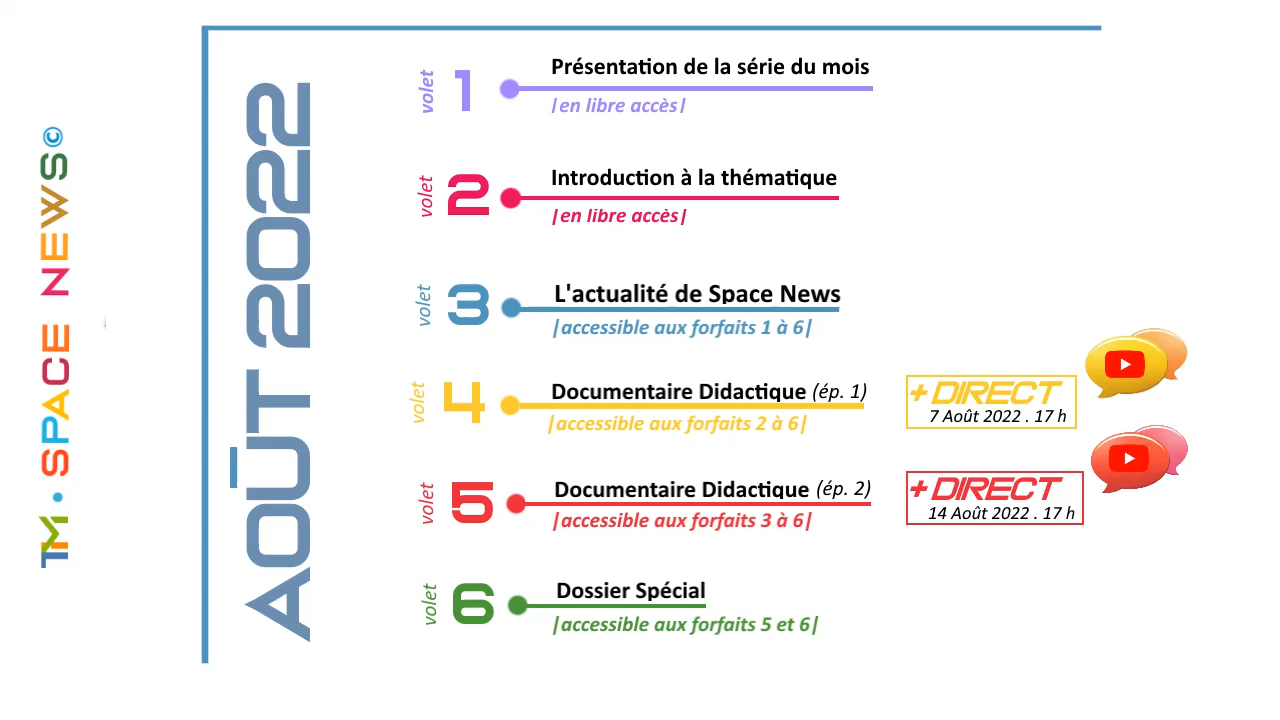 TM • SPACE NEWS©
AOŪT 2022
volet 1
Présentation de la série du mois
|en libre accès|
volet 2
Introduction à la thématique
|en libre accès|
volet 3
L'actualité de Space News
|accessible aux forfaits 1 à 6|
volet 4
Documentaire Didactique (ép. 1)
|accessible aux forfaits 2 à 6|
+DIRECT
7 Août 2022 . 17 h
volet 5
Documentaire Didactique (ép. 2)
|accessible aux forfaits 3 à 6|
+DIRECT
14 Août 2022 . 17 h
volet 6
Dossier Spécial
|accessible aux forfaits 5 et 6|